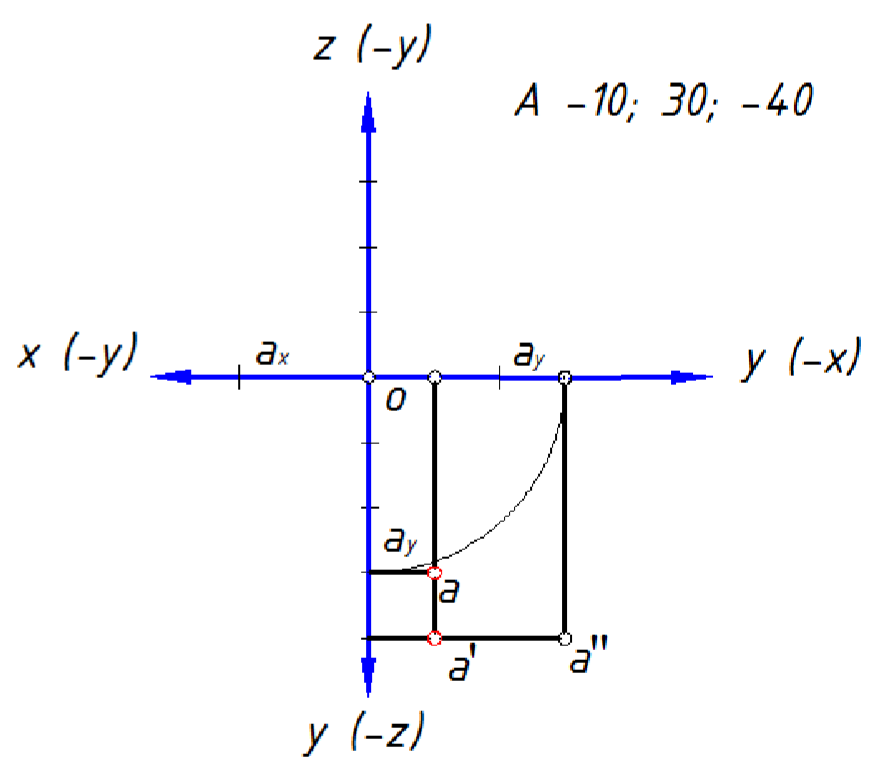 z (-y)
A -10; 30; -40
x (-y)
aₓ
aᵧ
y (-x)
o
aᵧ
a
a'
a"
y (-z)